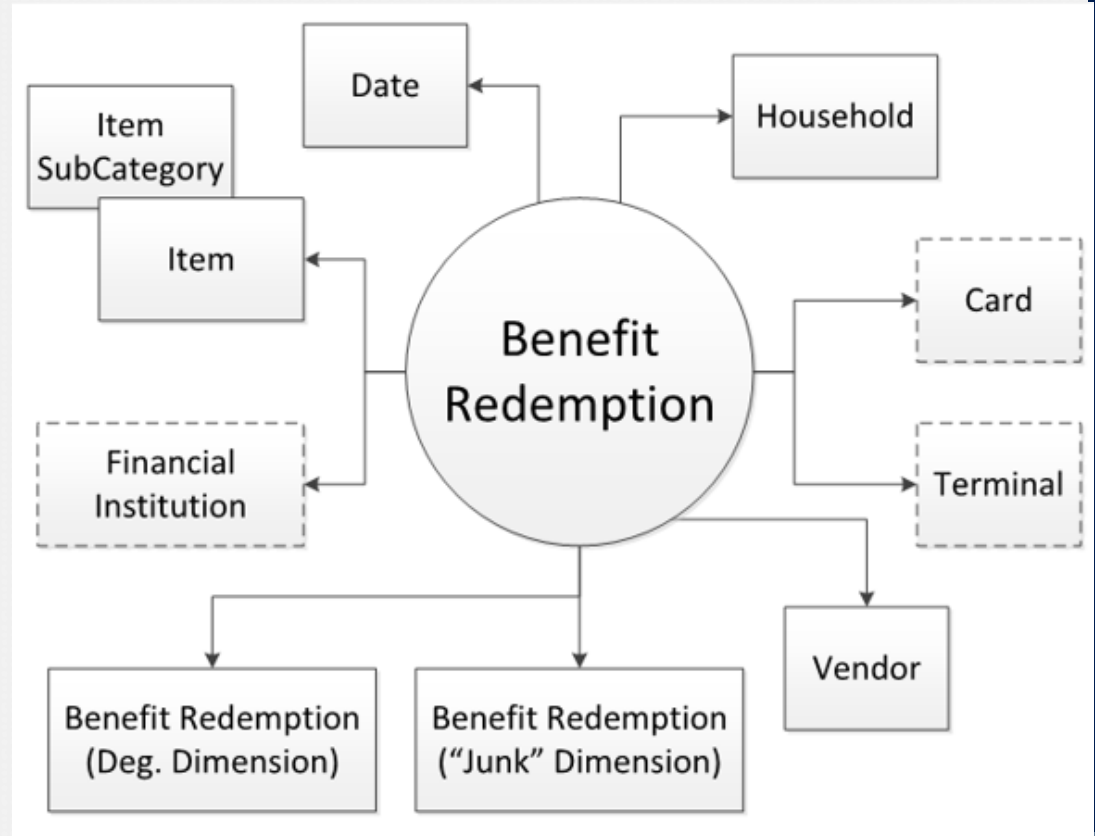 Date
Household
Item
SubCategory
Item
Card
Benefit
Redemption
Financial
Institution
Terminal
Vendor
Benefit Redemption
(Deg. Dimension)
Benefit Redemption
(“Junk” Dimension)